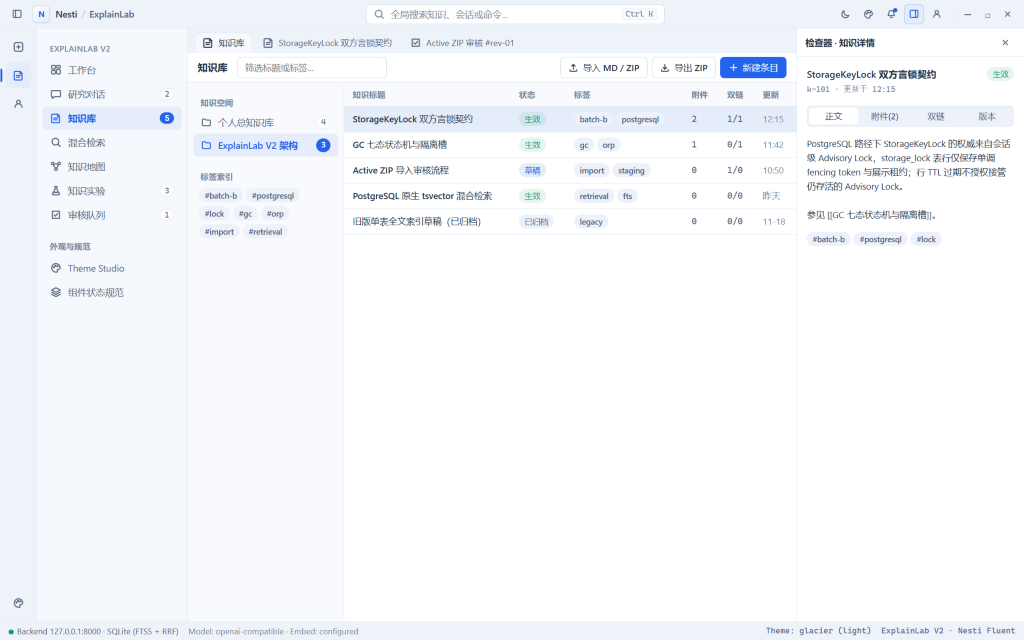 N Nesti / ExplainLab
全局搜索知识、会话或命令... Ctrl K
EXPLAINLAB V2
工作台
研究对话 2
知识库 5
混合检索
知识地图
知识实验 3
审核队列 1
外观与规范
Theme Studio
组件状态规范
知识库
StorageKeyLock 双方言锁契约
Active ZIP 审核 #rev-01
知识库 筛选标题或标签... 导入 MD / ZIP 导出 ZIP 新建条目
知识空间
个人总知识库 4
ExplainLab V2 架构 3
标签索引
#batch-b #postgresql
#lock #gc #orp
#import #retrieval
知识标题 状态 标签 附件 双链 更新
StorageKeyLock 双方言锁契约 生效 batch-b postgresql 2 1/1 12:15
GC 七态状态机与隔离槽 生效 gc orp 1 0/1 11:42
Active ZIP 导入审核流程 草稿 import staging 0 1/0 10:50
PostgreSQL 原生 tsvector 混合检索 生效 retrieval fts 0 0/0 昨天
旧版单表全文索引草稿（已归档） 已归档 legacy 0 0/0 11-18
检查器 · 知识详情
StorageKeyLock 双方言锁契约 生效
k-101 · 更新于 12:15
正文 附件(2) 双链 版本
PostgreSQL 路径下 StorageKeyLock 的权威来自会话
级 Advisory Lock，storage_lock 表行仅保存单调
fencing token 与展示租约；行 TTL 过期不授权接管
仍存活的 Advisory Lock。
参见 [[GC 七态状态机与隔离槽]]。
#batch-b #postgresql #lock
Backend 127.0.0.1:8000 · SQLite (FTS5 + RRF) Model: openai-compatible · Embed: configured
Theme: glacier (light) ExplainLab V2 · Nesti Fluent